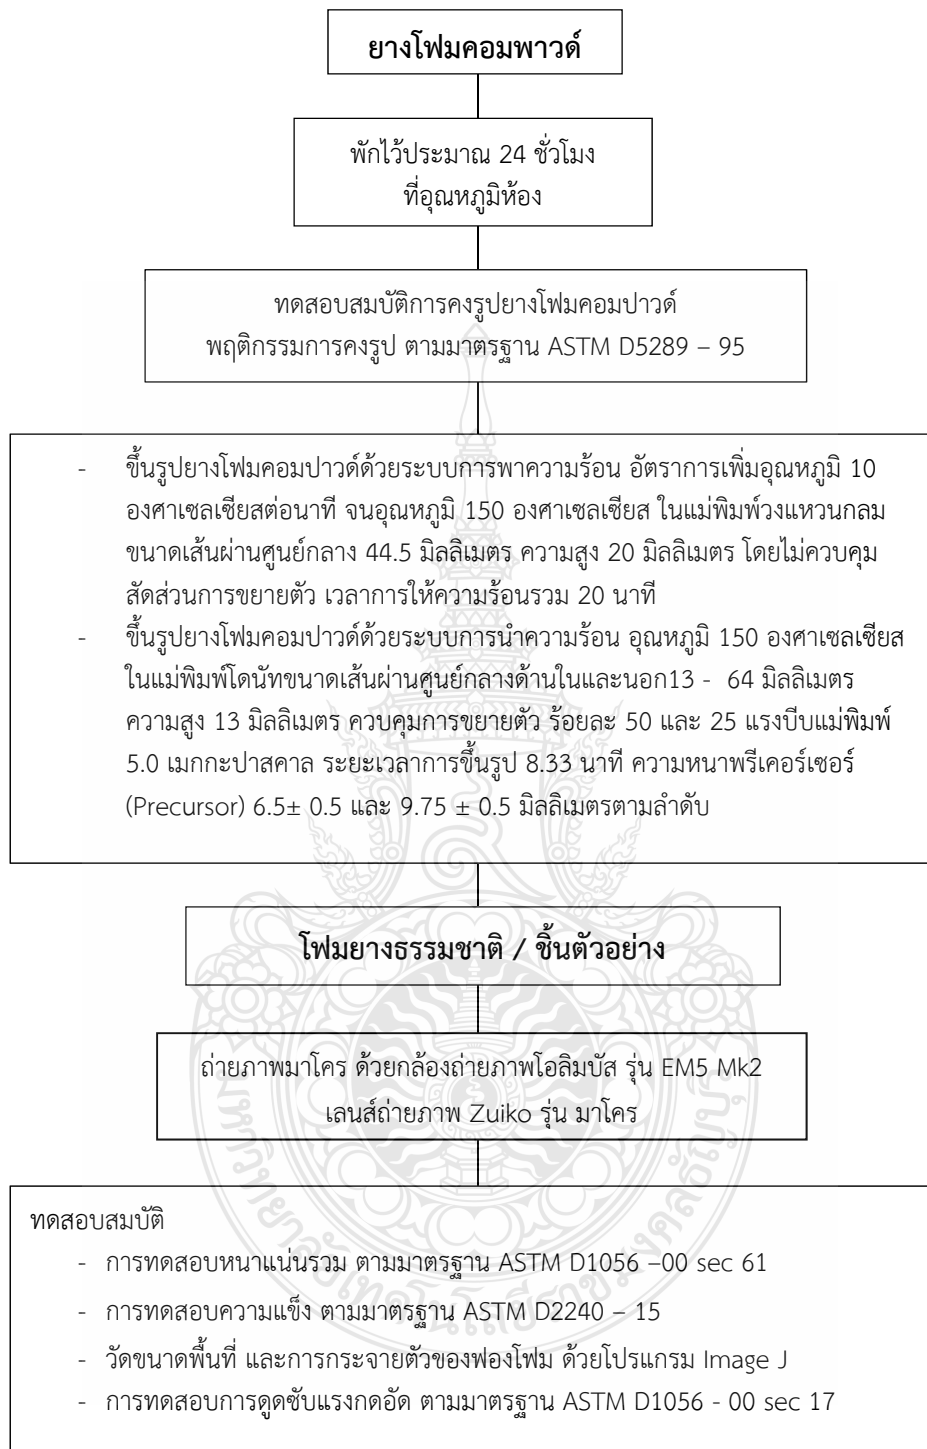 ยางโฟมคอมพาวด์
พักไว้ประมาณ 24 ชั่วโมง
ที่อุณหภูมิห้อง
ทดสอบสมบัติการคงรูปยางโฟมคอมปาวด์
พฤติกรรมการคงรูป ตามมาตรฐาน ASTM D5289 – 95
- ขึ้นรูปยางโฟมคอมปาวด์ด้วยระบบการพาความร้อน อัตราการเพิ่มอุณหภูมิ 10
องศาเซลเซียสต่อนาที จนอุณหภูมิ 150 องศาเซลเซียส ในแม่พิมพ์วงแหวนกลม
ขนาดเส้นผ่านศูนย์กลาง 44.5 มิลลิเมตร ความสูง 20 มิลลิเมตร โดยไม่ควบคุม
สัดส่วนการขยายตัว เวลาการให้ความร้อนรวม 20 นาที
- ขึ้นรูปยางโฟมคอมปาวด์ด้วยระบบการนำความร้อน อุณหภูมิ 150 องศาเซลเซียส
ในแม่พิมพ์โดนัทขนาดเส้นผ่านศูนย์กลางด้านในและนอก13 - 64 มิลลิเมตร
ความสูง 13 มิลลิเมตร ควบคุมการขยายตัว ร้อยละ 50 และ 25 แรงบีบแม่พิมพ์
5.0 เมกกะปาสคาล ระยะเวลาการขึ้นรูป 8.33 นาที ความหนาพรีเคอร์เซอร์
(Precursor) 6.5± 0.5 และ 9.75 ± 0.5 มิลลิเมตรตามลำดับ
โฟมยางธรรมชาติ / ชิ้นตัวอย่าง
ถ่ายภาพมาโคร ด้วยกล้องถ่ายภาพโอลิมบัส รุ่น EM5 Mk2
เลนส์ถ่ายภาพ Zuiko รุ่น มาโคร
ทดสอบสมบัติ
- การทดสอบหนาแน่นรวม ตามมาตรฐาน ASTM D1056 –00 sec 61
- การทดสอบความแข็ง ตามมาตรฐาน ASTM D2240 – 15
- วัดขนาดพื้นที่ และการกระจายตัวของฟองโฟม ด้วยโปรแกรม Image J
- การทดสอบการดูดซับแรงกดอัด ตามมาตรฐาน ASTM D1056 - 00 sec 17
มหาวิทยาลัยเทคโนโลยีราชมงคลธัญบุรี